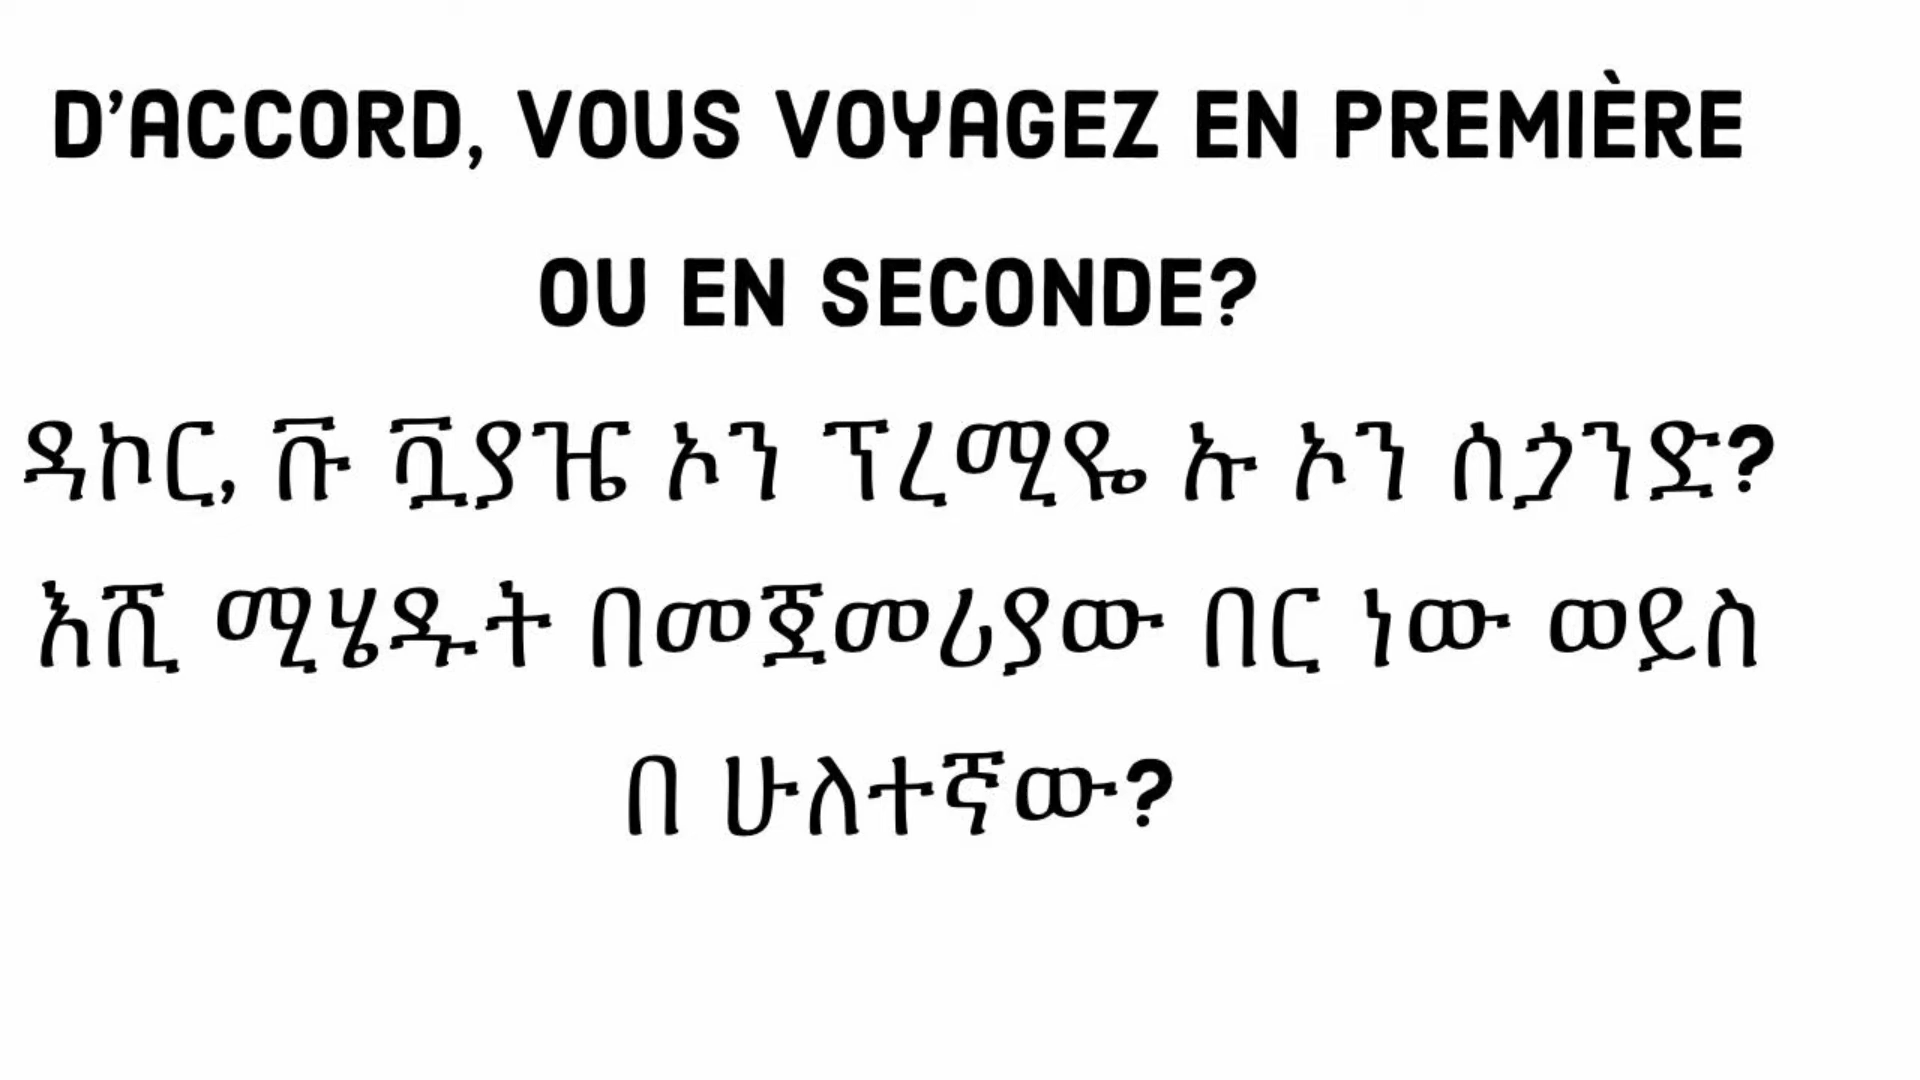 D'ACCORD, VOUS VOYAGEZ EN PREMIÈRE
OU EN SECONDE?
ዳኮር, ቩ ቯያዤ ኦን ፕረሚዬ ኡ ኦን ሰጎንድ?
እሺ ሚሄዱት በመጀመሪያው በር ነው ወይስ
በ ሁለተኛው?